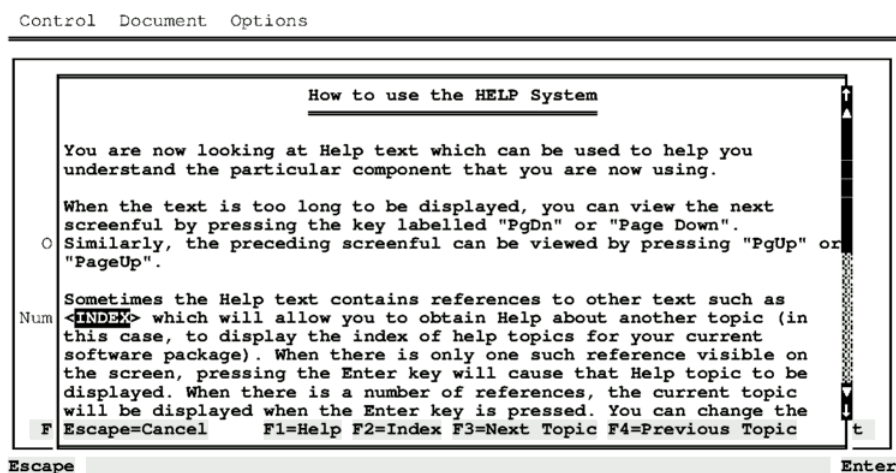 Control Document Options
How to use the HELP System
You are now looking at Help text which can be used to help you
understand the particular component that you are now using.
When the text is too long to be displayed, you can view the next
screenful by pressing the key labelled "PgDn" or "Page Down".
O Similarly, the preceding screenful can be viewed by pressing "PgUp" or
"PageUp".
Sometimes the Help text contains references to other text such as
Num <INDEX> which will allow you to obtain Help about another topic (in
this case, to display the index of help topics for your current
software package). When there is only one such reference visible on
the screen, pressing the Enter key will cause that Help topic to be
displayed. When there is a number of references, the current topic
will be displayed when the Enter key is pressed. You can change the
F Escape=Cancel F1=Help F2=Index F3=Next Topic F4=Previous Topic t
Escape Enter